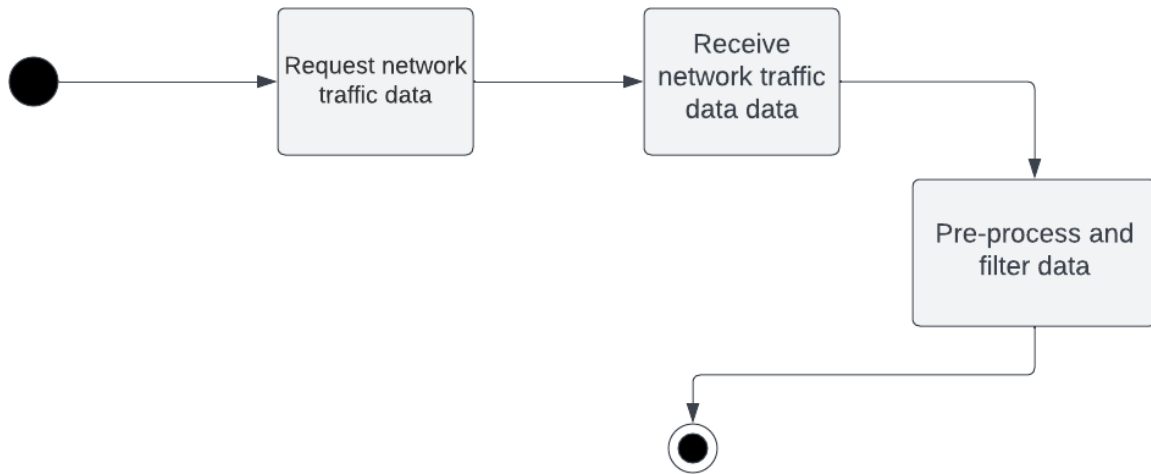 Request network
traffic data
Receive
network traffic
data data
Pre-process and
filter data